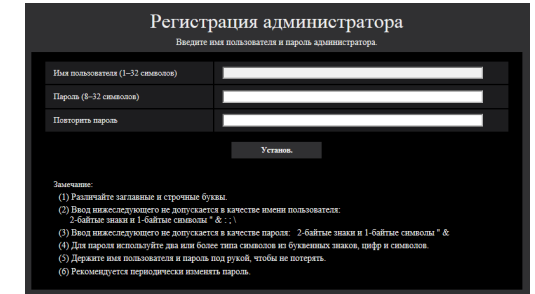 Регистрация администратора
Введите имя пользователя и пароль администратора.
Имя пользователя (1–32 символов)
Пароль (8–32 символов)
Повторить пароль
Установ.
Замечание:
(1) Различайте заглавные и строчные буквы.
(2) Ввод нижеследующего не допускается в качестве имени пользователя:
2-байтые знаки и 1-байтые символы " & : ; \
(3) Ввод нижеследующего не допускается в качестве пароля: 2-байтые знаки и 1-байтые символы " &
(4) Для пароля используйте два или более типа символов из буквенных знаков, цифр и символов.
(5) Держите имя пользователя и пароль под рукой, чтобы не потерять.
(6) Рекомендуется периодически изменять пароль.